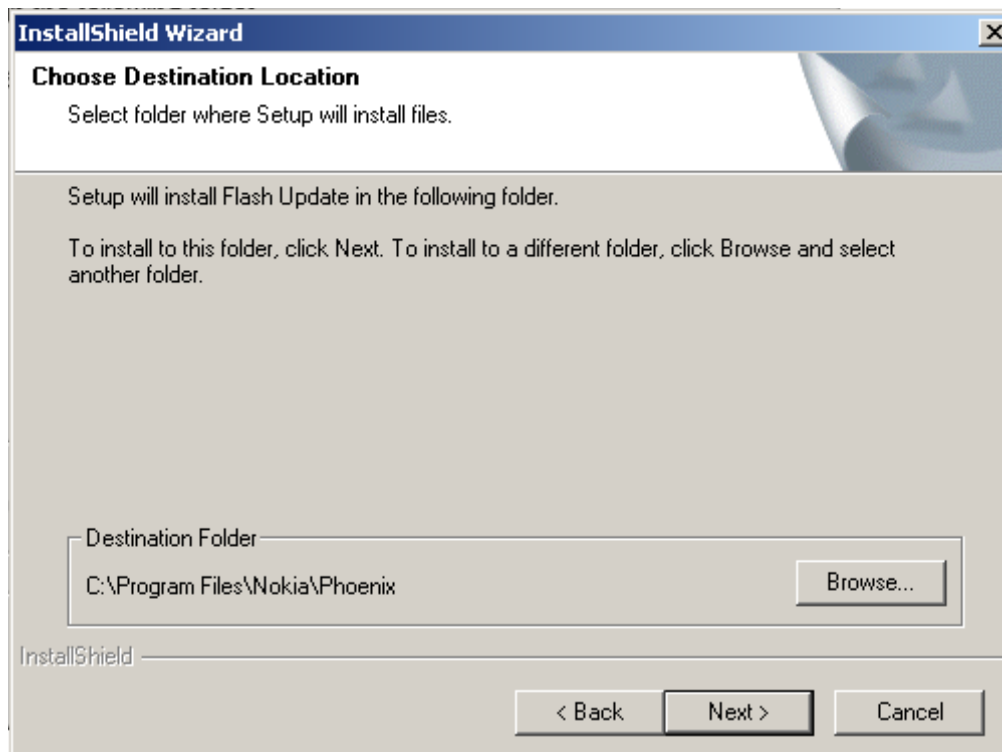 InstallShield Wizard
Choose Destination Location
Select folder where Setup will install files.
Setup will install Flash Update in the following folder.
To install to this folder, click Next. To install to a different folder, click Browse and select
another folder.
Destination Folder
C:\Program Files\Nokia\Phoenix
Browse...
InstallShield
< Back
Next >
Cancel